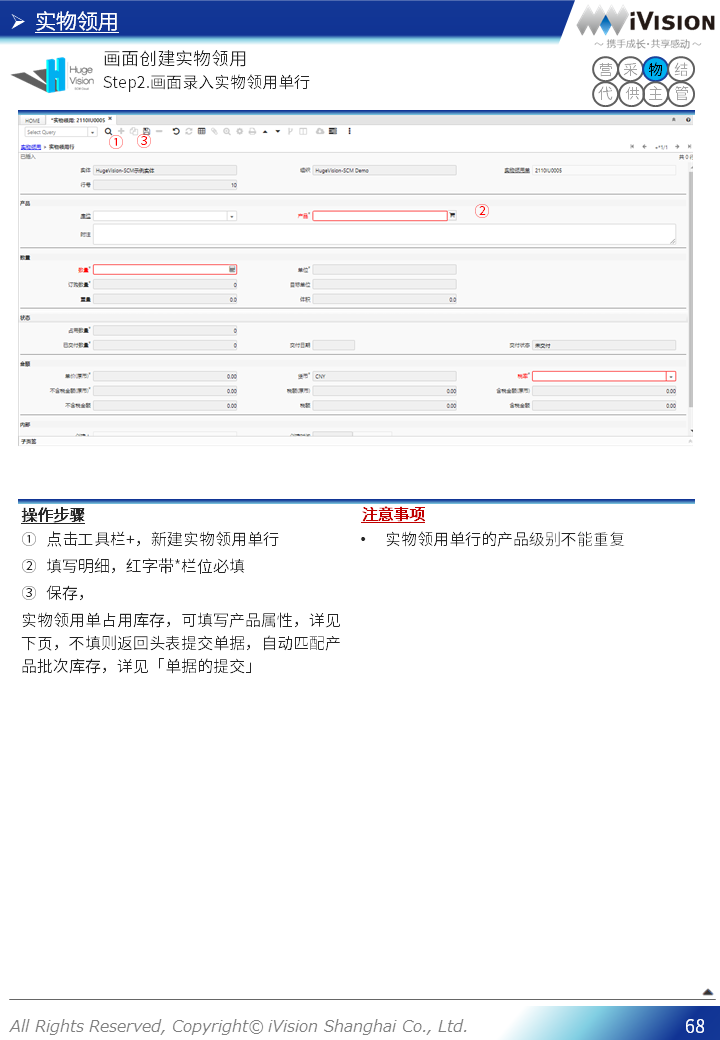 ➢ 实物领用
iVISION
～ 携手成长·共享感动 ～
Huge
Vision
画面创建实物领用
Step2.画面录入实物领用单行
营 采 物 结
代 供 主 管
HOME *实物领用: 2110IU0005 ×
Select Query
① ③
实物领用 > 实物领用行 *1/1
已插入
实体 HugeVision-SCM示例实体 组织 HugeVision-SCM Demo 实物领用单 2110IU0005
行号 10
产品
库位 产品* ②
附注
数量
数量* 单位*
订购数量* 0 目标单位
重量 0.0 体积 0.0
状态
占用数量* 0
已交付数量* 0 交付日期 交付状态 未交付
金额
单价(原币)* 0.00 货币* CNY 税率*
不含税金额(原币)* 0.00 税额(原币) 0.00 含税金额(原币) 0.00
不含税金额 0.00 税额 0.00 含税金额 0.00
内部
子页签
操作步骤
① 点击工具栏+，新建实物领用单行
② 填写明细，红字带*栏位必填
③ 保存，
实物领用单占用库存，可填写产品属性，详见
下页，不填则返回头表提交单据，自动匹配产
品批次库存，详见「单据的提交」
注意事项
• 实物领用单行的产品级别不能重复
All Rights Reserved, Copyright© iVision Shanghai Co., Ltd.
68